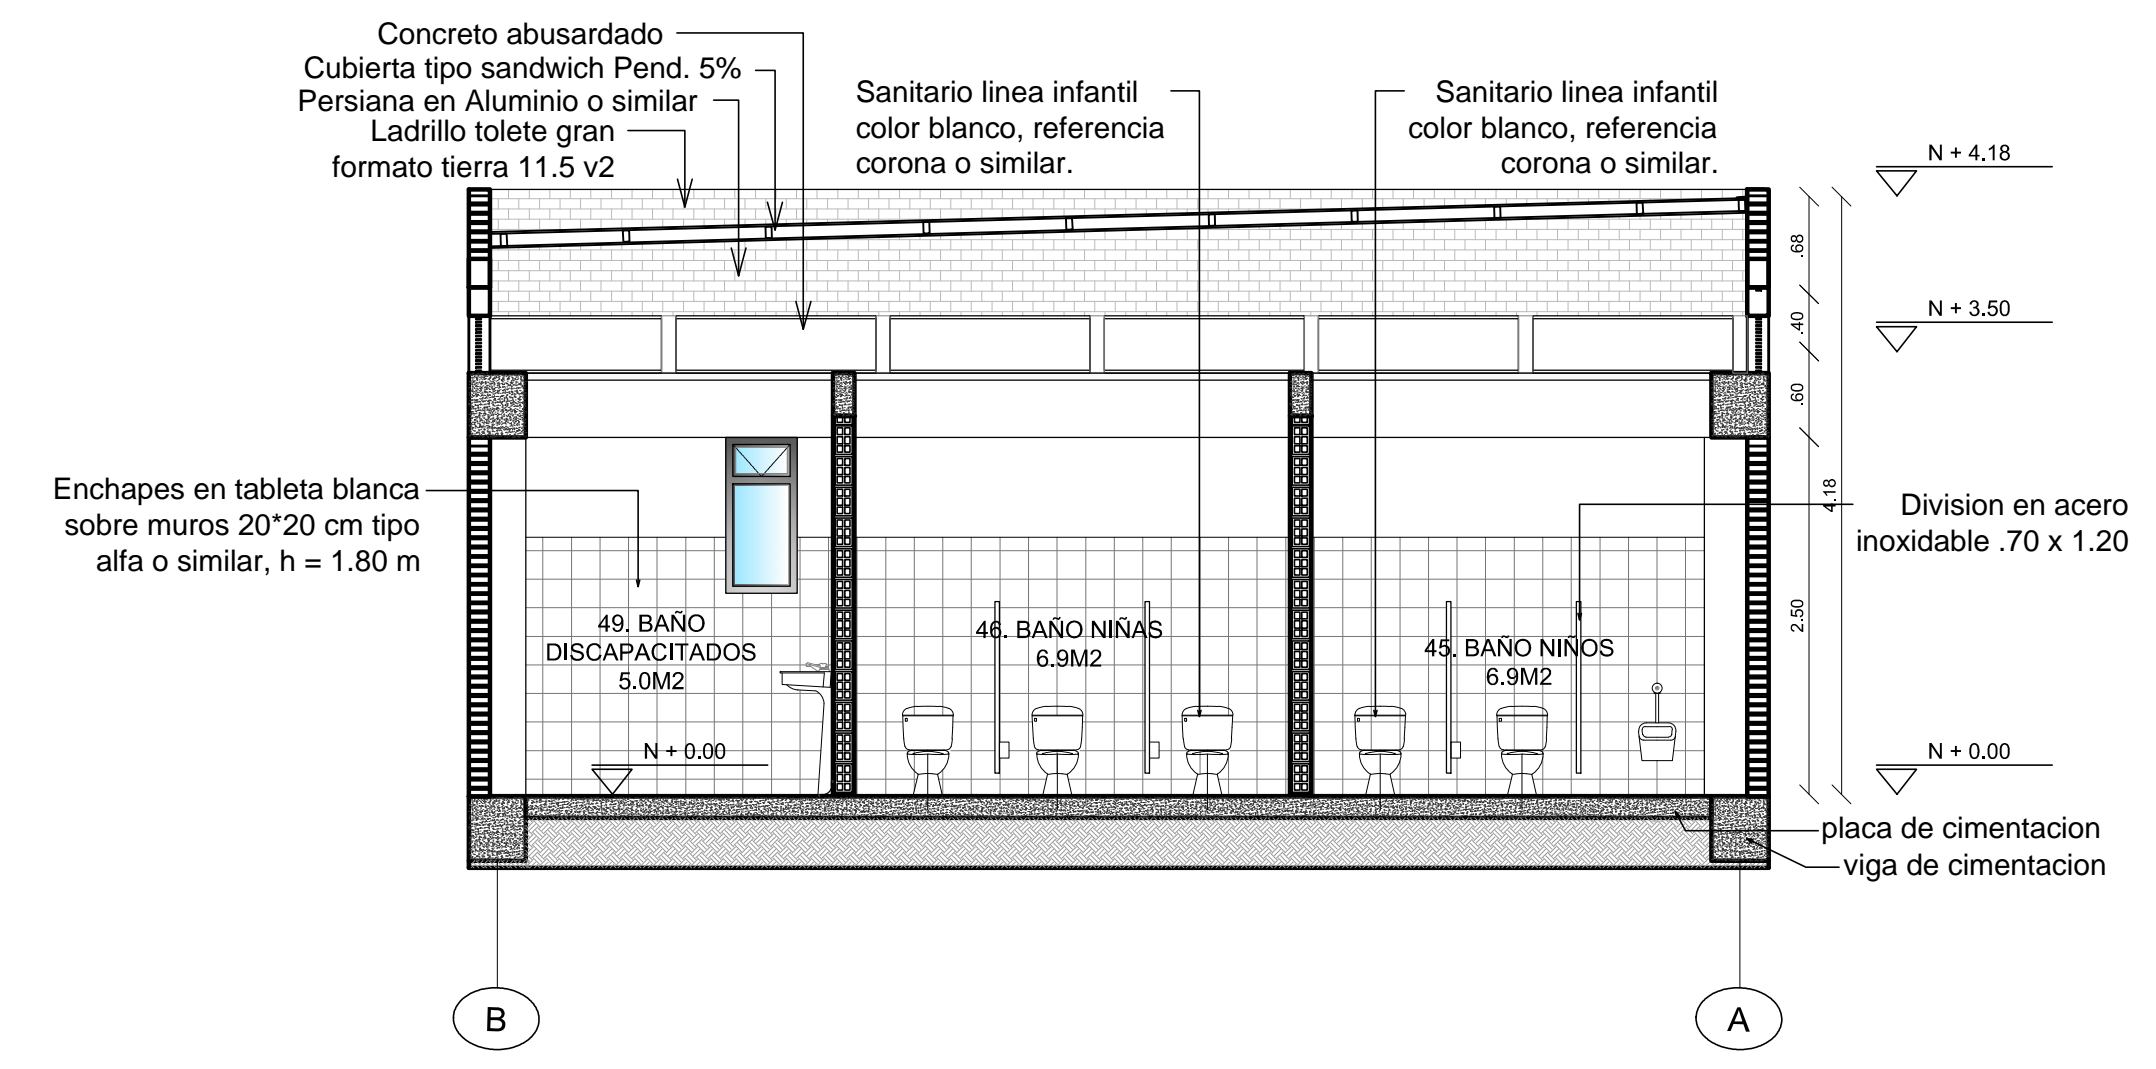 Concreto abusardado
Cubierta tipo sandwich Pend. 5%
Persiana en Aluminio o similar
Ladrillo tolete gran
formato tierra 11.5 v2
Sanitario linea infantil
color blanco, referencia
corona o similar.
Sanitario linea infantil
color blanco, referencia
corona o similar.
N + 4.18
.68
N + 3.50
.40
.60
4.18
2.50
Enchapes en tableta blanca
sobre muros 20*20 cm tipo
alfa o similar, h = 1.80 m
Division en acero
inoxidable .70 x 1.20
49. BAÑO
DISCAPACITADOS
5.0M2
46. BAÑO NIÑAS
6.9M2
45. BAÑO NIÑOS
6.9M2
N + 0.00
N + 0.00
placa de cimentacion
viga de cimentacion
B
A